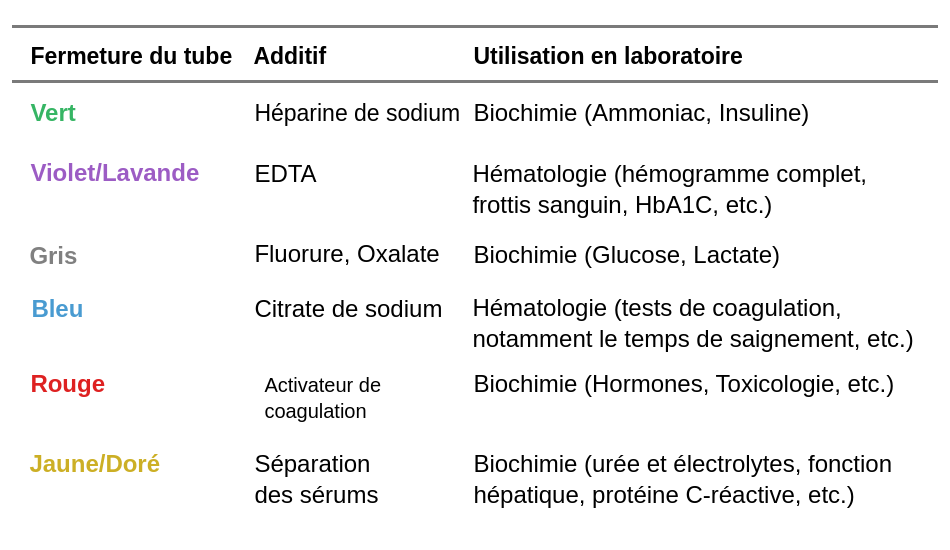 Fermeture du tube Additif Utilisation en laboratoire
Vert Héparine de sodium Biochimie (Ammoniac, Insuline)
Violet/Lavande EDTA Hématologie (hémogramme complet,
frottis sanguin, HbA1C, etc.)
Gris Fluorure, Oxalate Biochimie (Glucose, Lactate)
Bleu Citrate de sodium Hématologie (tests de coagulation,
notamment le temps de saignement, etc.)
Rouge Activateur de Biochimie (Hormones, Toxicologie, etc.)
coagulation
Jaune/Doré Séparation Biochimie (urée et électrolytes, fonction
des sérums hépatique, protéine C-réactive, etc.)